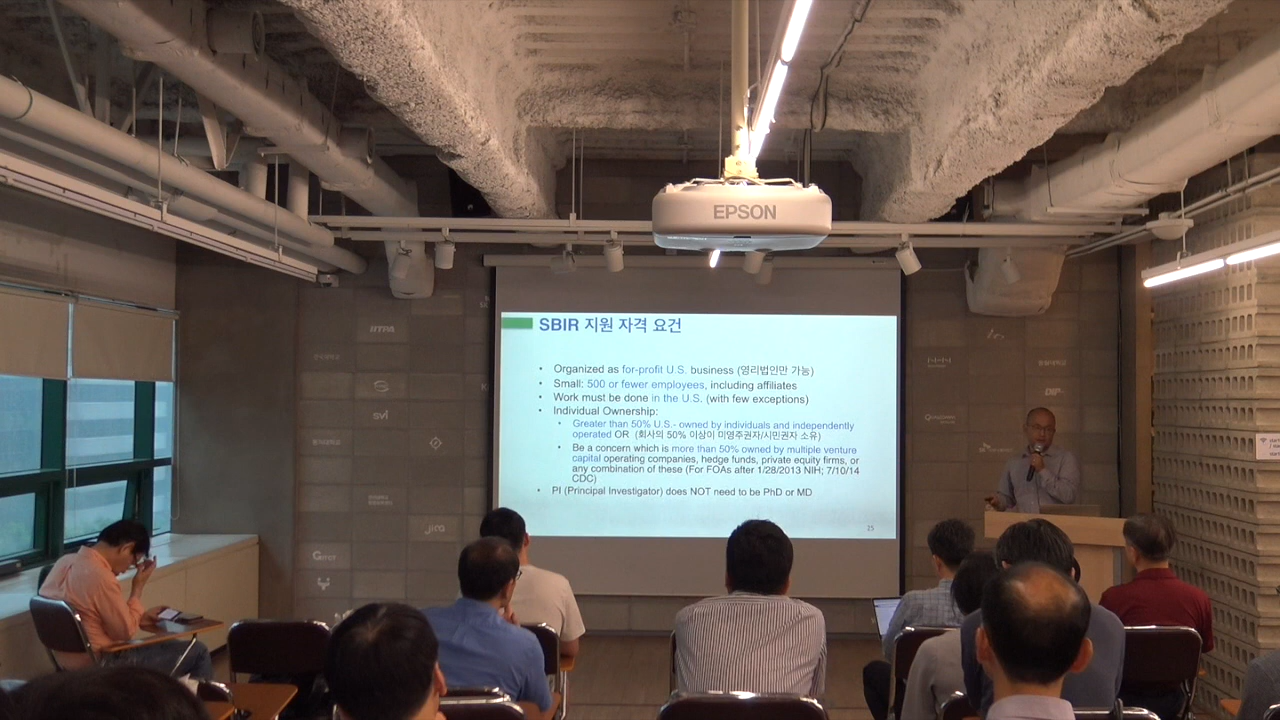 EPSON
SBIR 지원 자격 요건
• Organized as for-profit U.S. business (영리법인만 가능)
• Small: 500 or fewer employees, including affiliates
• Work must be done in the U.S. (with few exceptions)
• Individual Ownership:
• Greater than 50% U.S.- owned by individuals and independently
operated OR (회사의 50% 이상이 미영주권자/시민권자 소유)
• Be a concern which is more than 50% owned by multiple venture
capital operating companies, hedge funds, private equity firms, or
any combination of these (For FOAs after 1/28/2013 NIH; 7/10/14
CDC)
• PI (Principal Investigator) does NOT need to be PhD or MD
25
IITPA
svi
jira
DIP